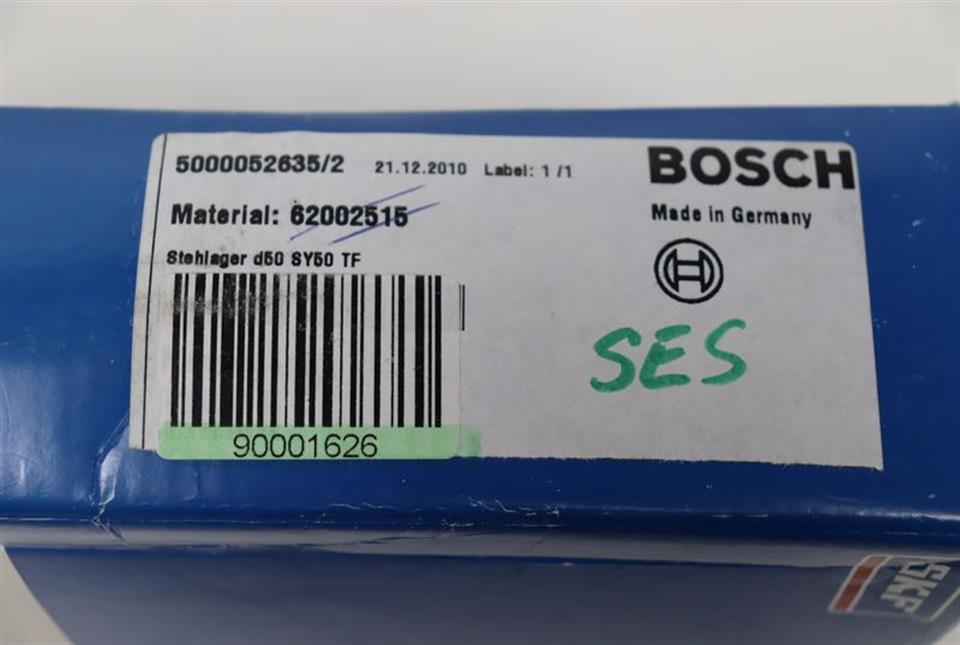 5000052635/2 21.12.2010 Label: 1 /1
BOSCH
Material: 62002515
Made in Germany
Stehlager d50 SY50 TF
SES
90001626
SKF